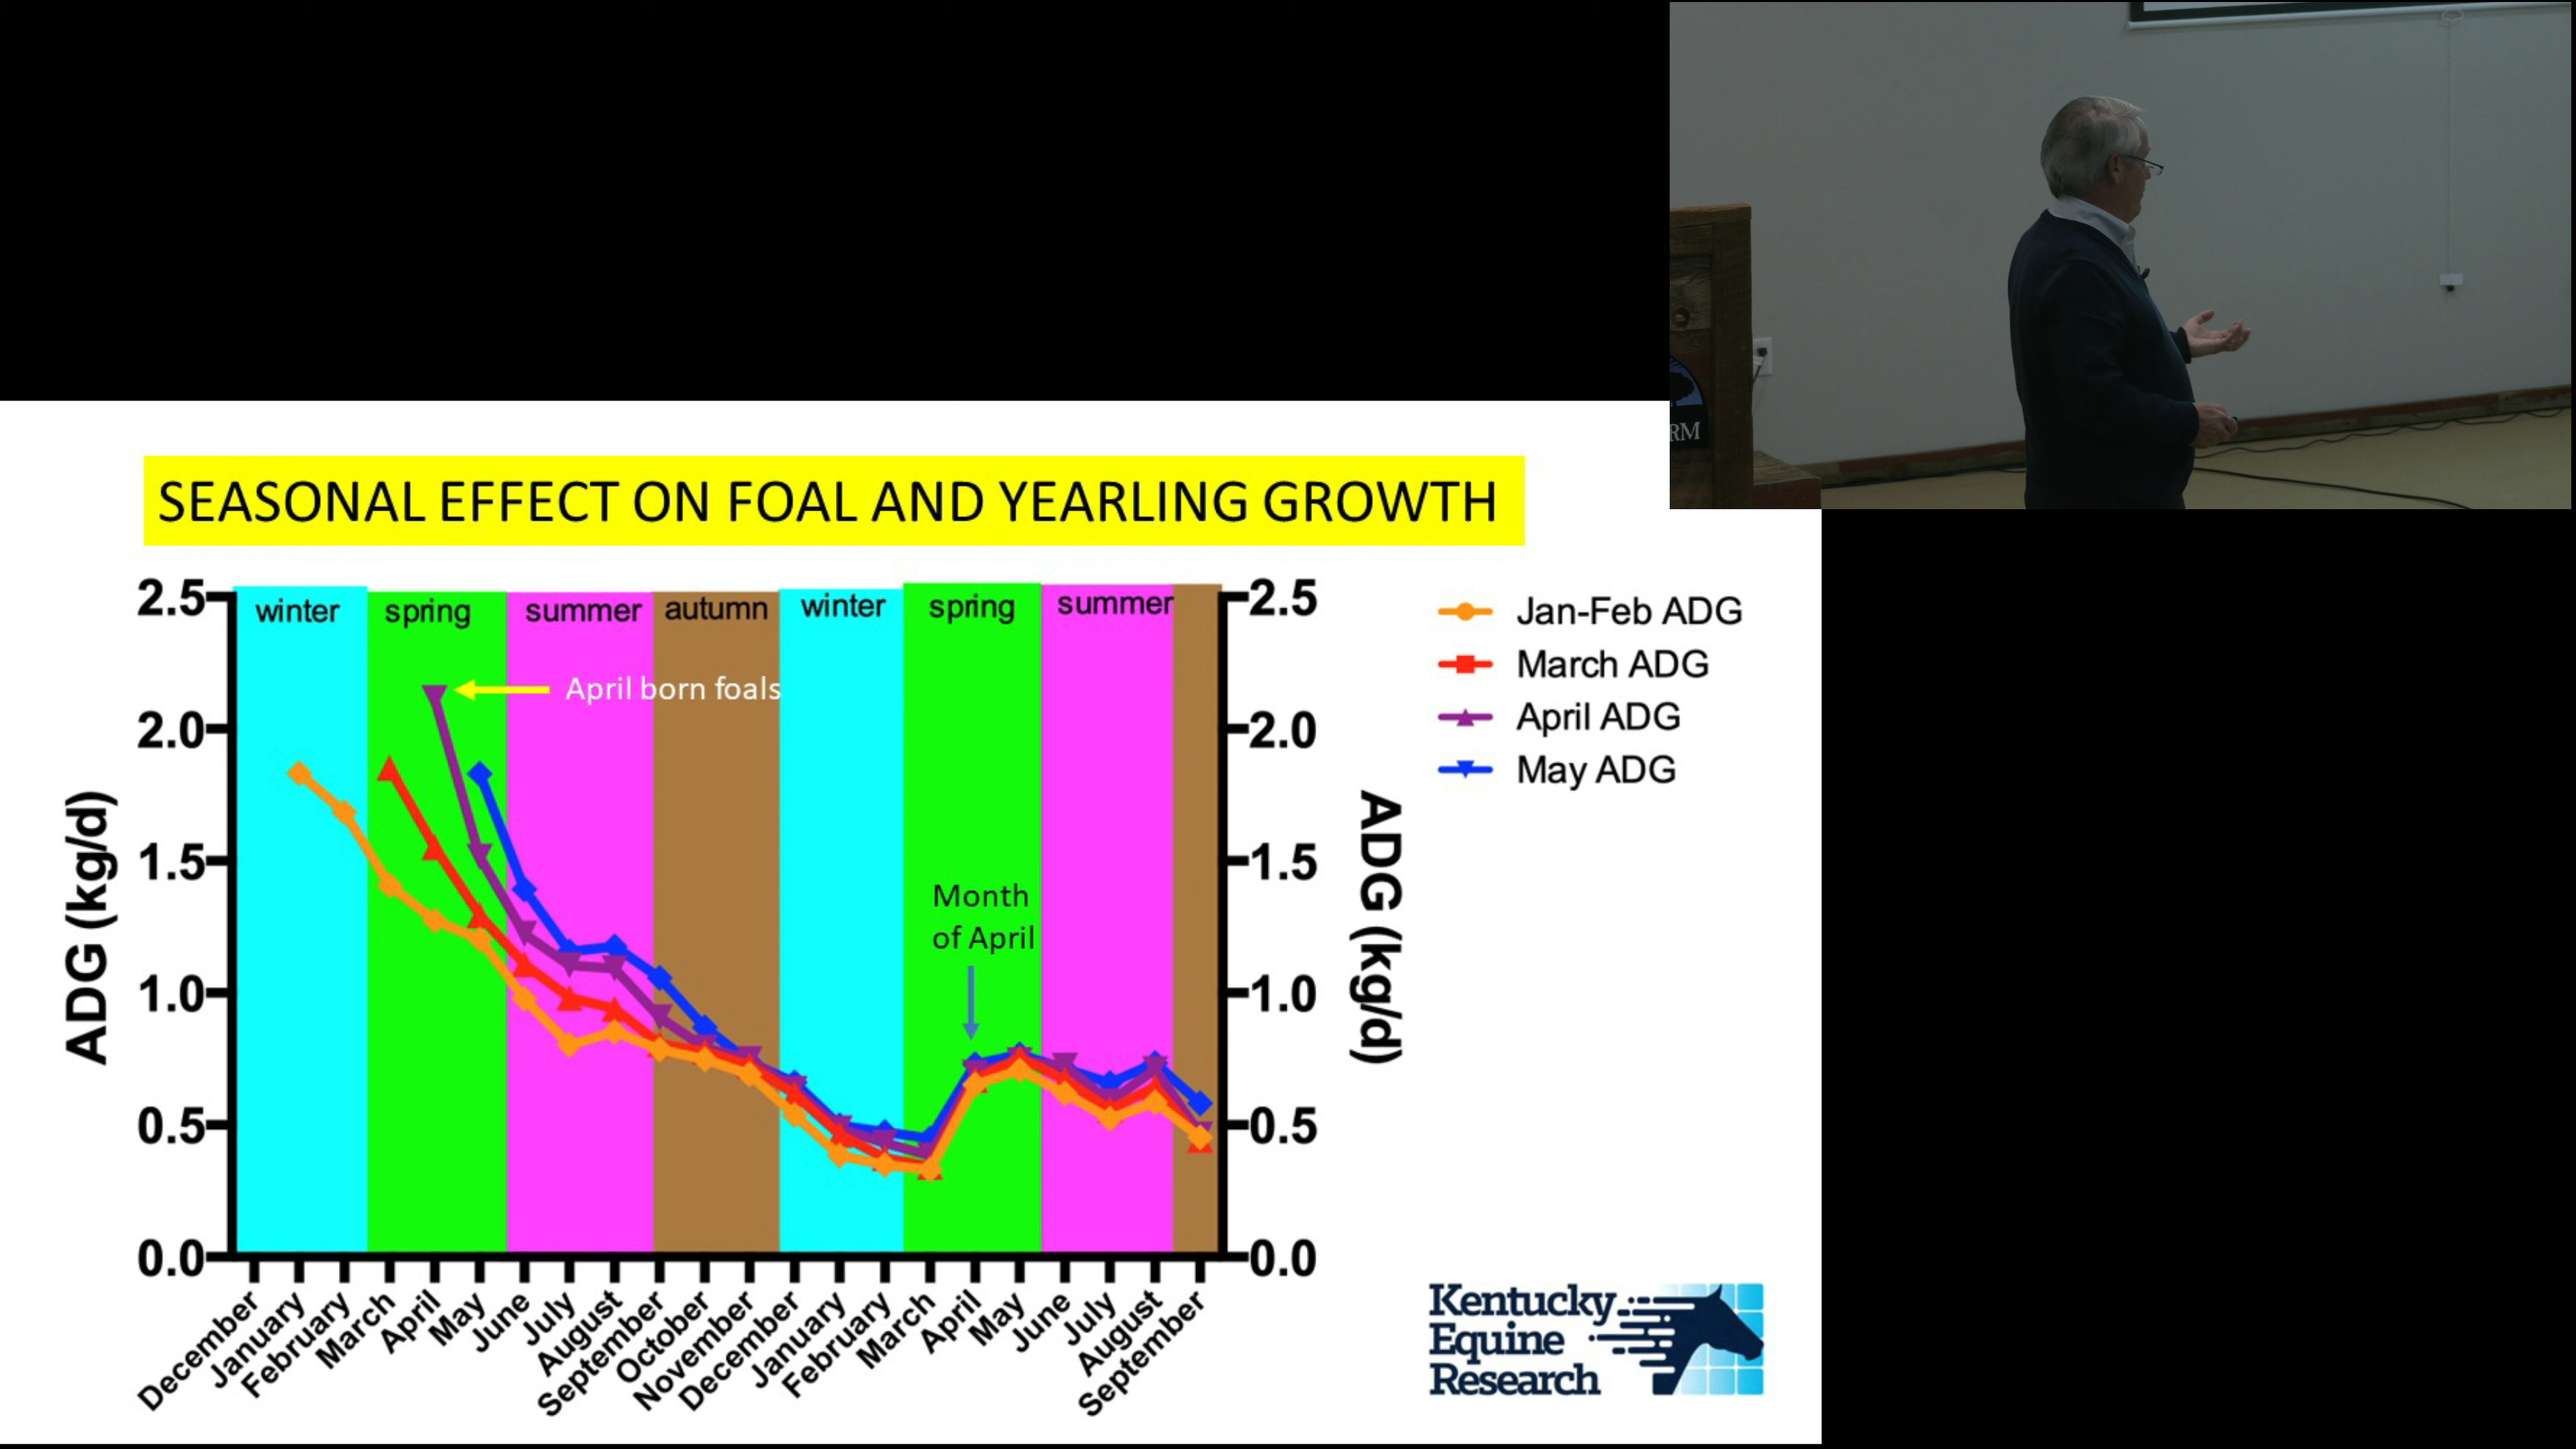 RM
SEASONAL EFFECT ON FOAL AND YEARLING GROWTH
winter spring summer autumn winter spring summer
2.5
2.0
1.5
1.0
0.5
0.0
ADG (kg/d)
April born foals
Month
of April
2.5
2.0
1.5
1.0
0.5
0.0
ADG (kg/d)
Jan-Feb ADG
March ADG
April ADG
May ADG
December
January
February
March
April
May
June
July
August
September
October
November
December
January
February
March
April
May
June
July
August
September
Kentucky
Equine
Research